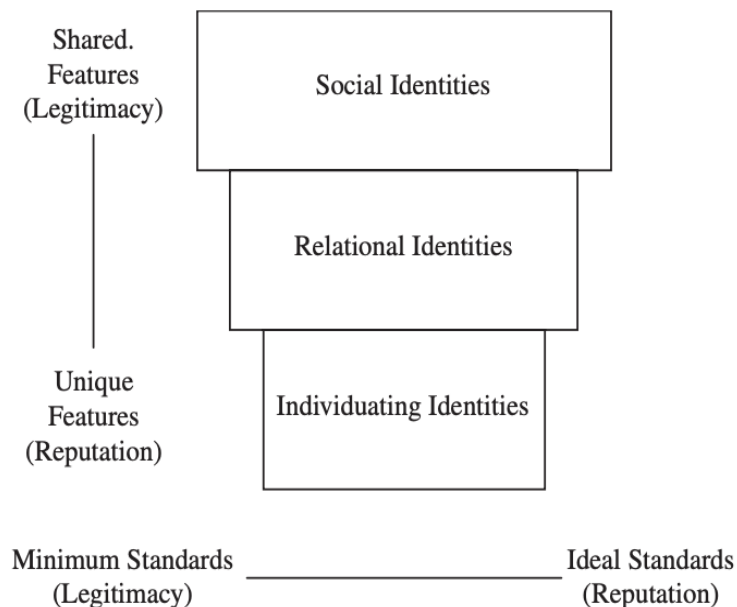 Shared.
Features
(Legitimacy)
Social Identities
Relational Identities
Unique
Features
(Reputation)
Individuating Identities
Minimum Standards
(Legitimacy)
Ideal Standards
(Reputation)